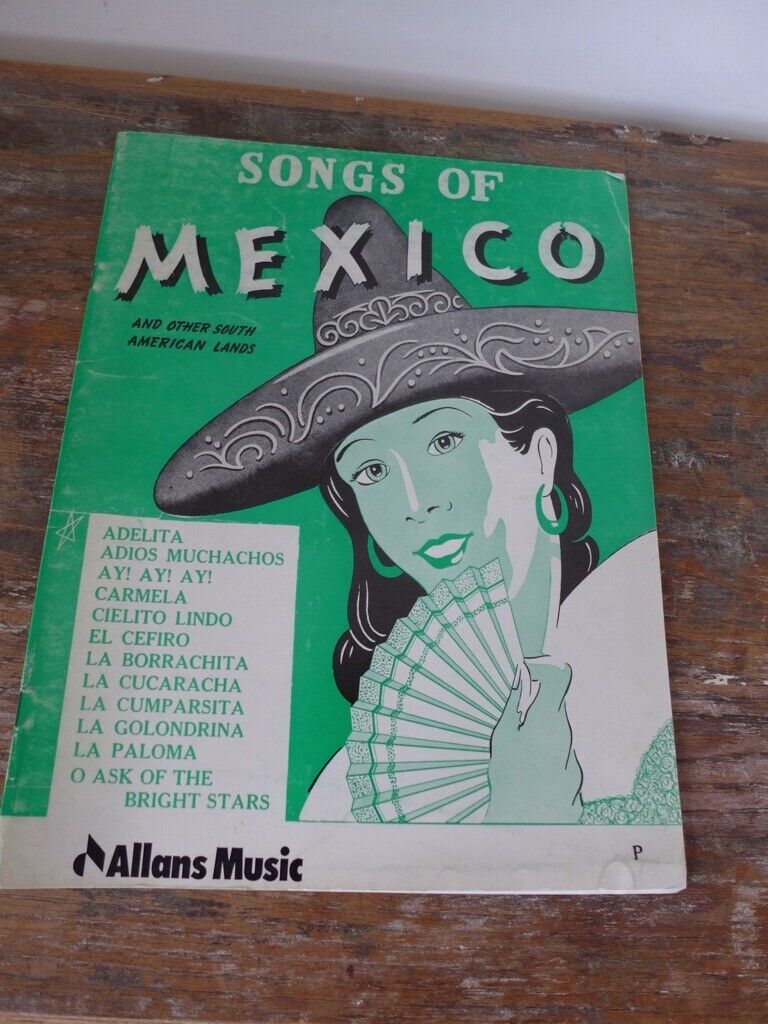 SONGS OF
MEXICO
AND OTHER SOUTH
AMERICAN LANDS
ADELITA
ADIOS MUCHACHOS
AY! AY! AY!
CARMELA
CIELITO LINDO
EL CEFIRO
LA BORRACHITA
LA CUCARACHA
LA CUMPARSITA
LA GOLONDRINA
LA PALOMA
O ASK OF THE
BRIGHT STARS
Allans Music
P